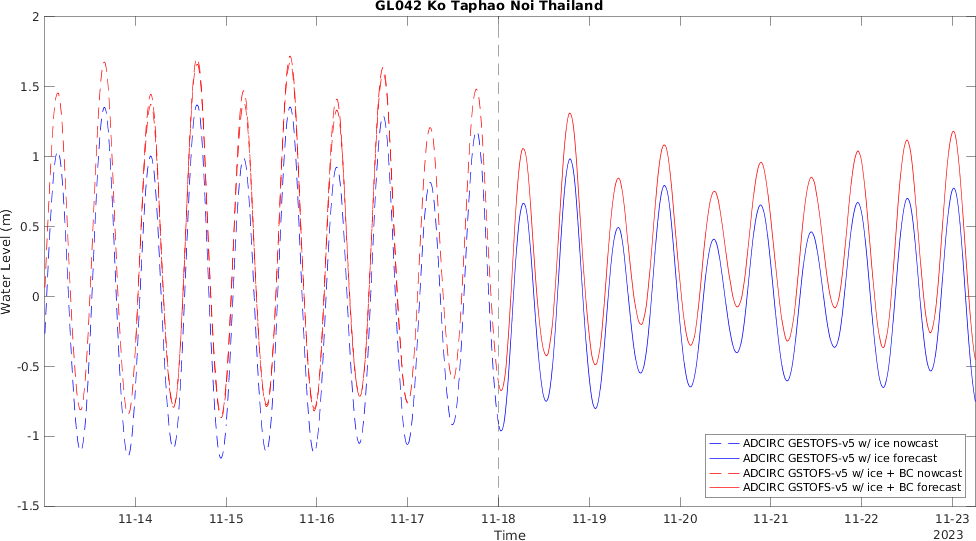 GL042 Ko Taphao Noi Thailand
2
1.5
1
0.5
0
-0.5
-1
-1.5
Water Level (m)
11-14 11-15 11-16 11-17 11-18 11-19 11-20 11-21 11-22 11-23
Time
2023
ADCIRC GESTOFS-v5 w/ ice nowcast
ADCIRC GESTOFS-v5 w/ ice forecast
ADCIRC GSTOFS-v5 w/ ice + BC nowcast
ADCIRC GSTOFS-v5 w/ ice + BC forecast